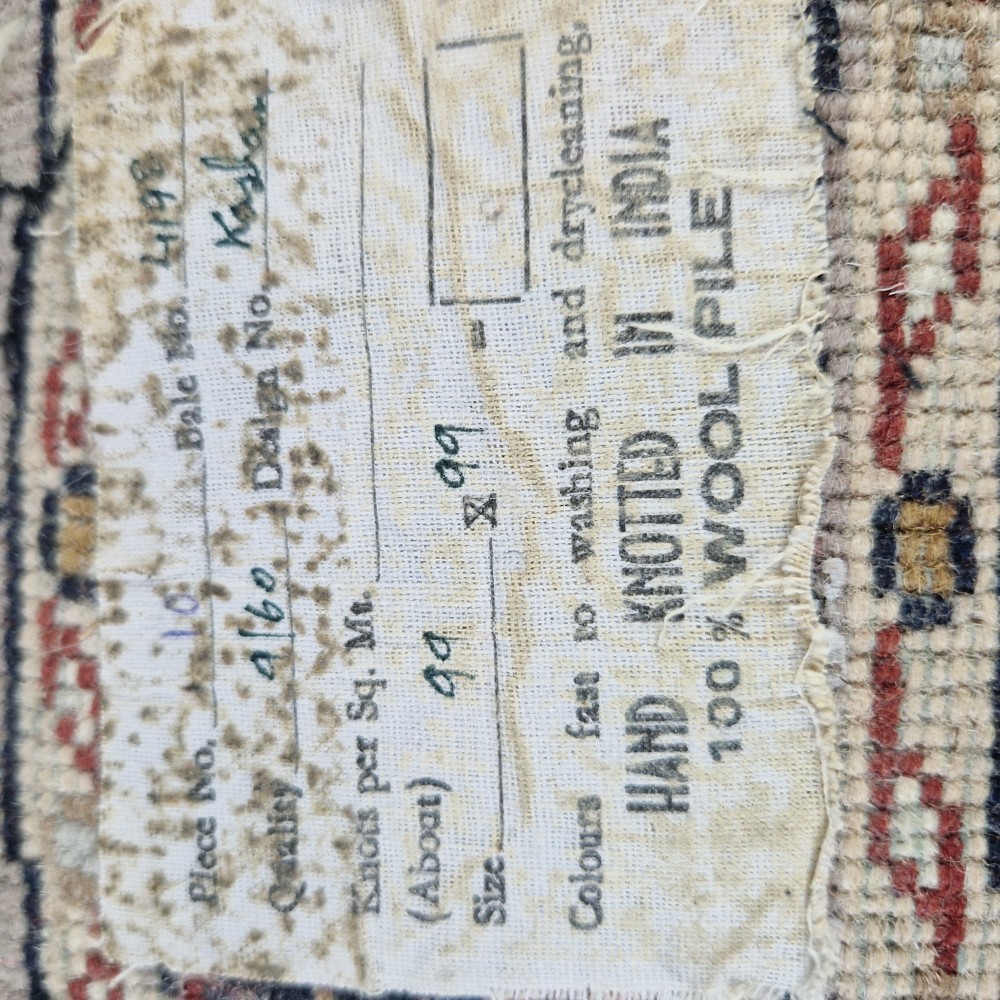 Piece No. 10 Bale No. 4198
Quality 9/60 Design No. Kashan
Knots per Sq. Mt.
(About)
Size 99 X 99
Colours fast to washing and drycleaning.
HAND KNOTTED IN INDIA
100 % WOOL PILE